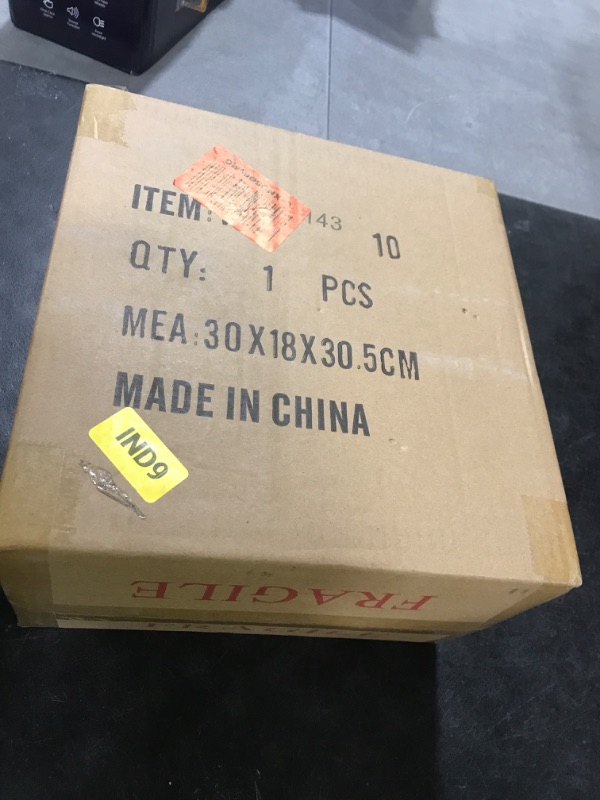 ITEM: 143 10
QTY: 1 PCS
MEA:30X18X30.5CM
MADE IN CHINA
IND9
FRAGILE